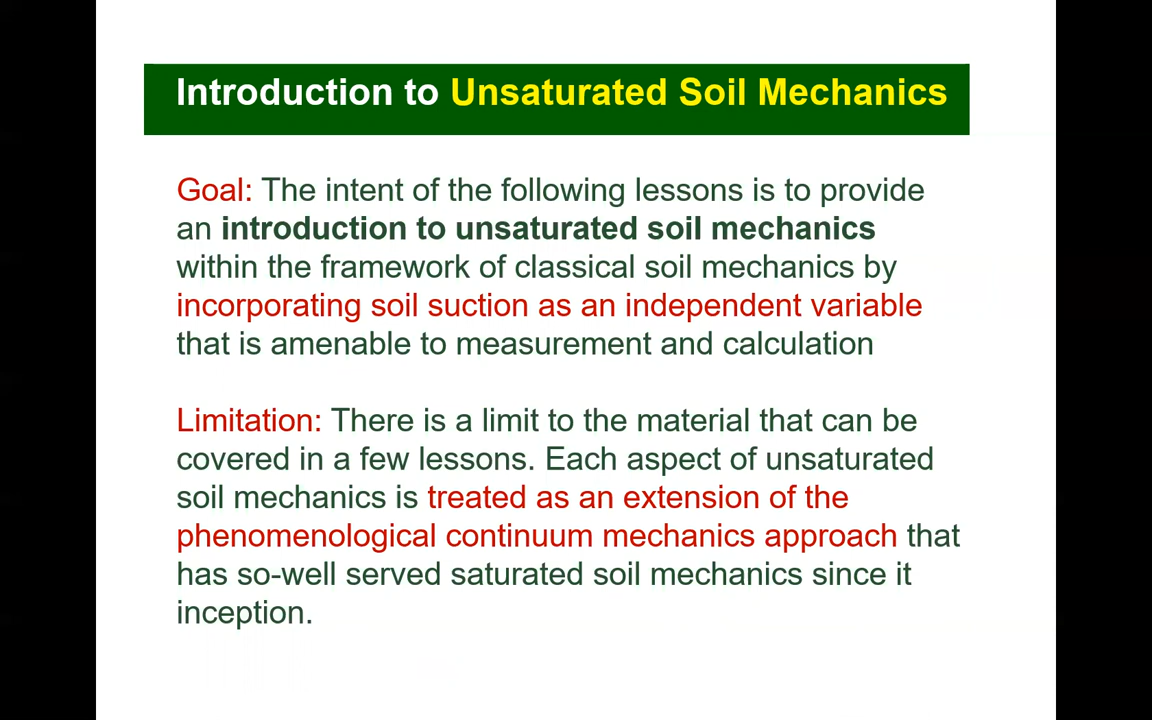 Introduction to Unsaturated Soil Mechanics
Goal: The intent of the following lessons is to provide
an introduction to unsaturated soil mechanics
within the framework of classical soil mechanics by
incorporating soil suction as an independent variable
that is amenable to measurement and calculation
Limitation: There is a limit to the material that can be
covered in a few lessons. Each aspect of unsaturated
soil mechanics is treated as an extension of the
phenomenological continuum mechanics approach that
has so-well served saturated soil mechanics since it
inception.